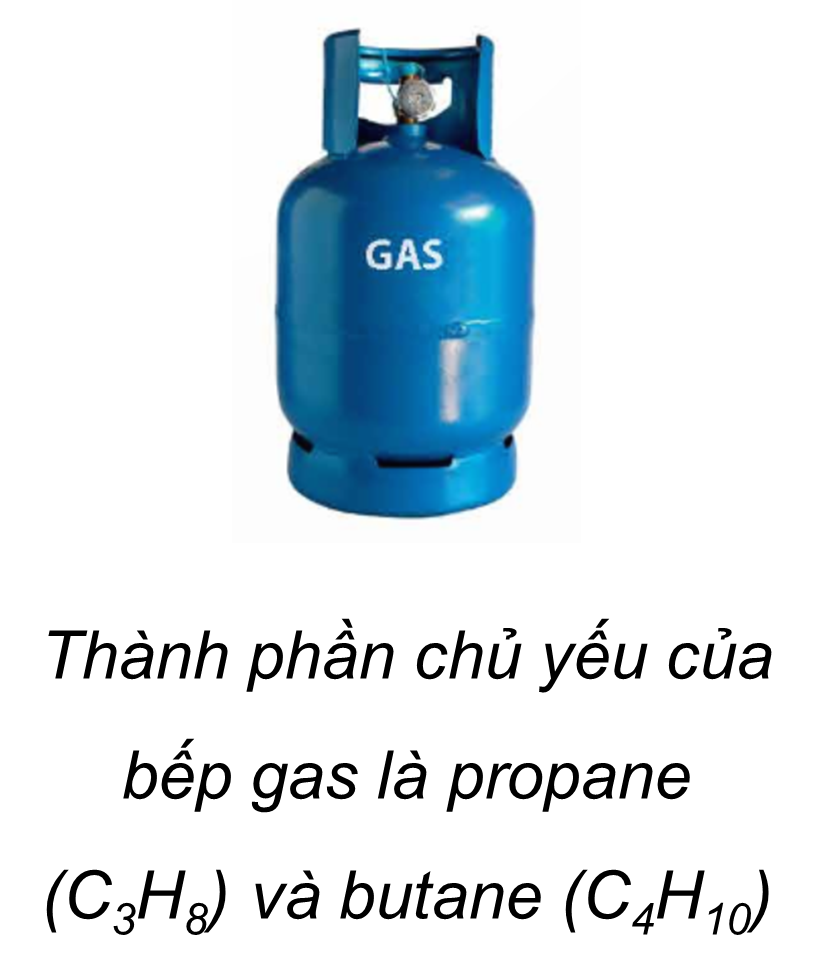 GAS
Thành phần chủ yếu của
bếp gas là propane
(C₃H₈) và butane (C₄H₁₀)